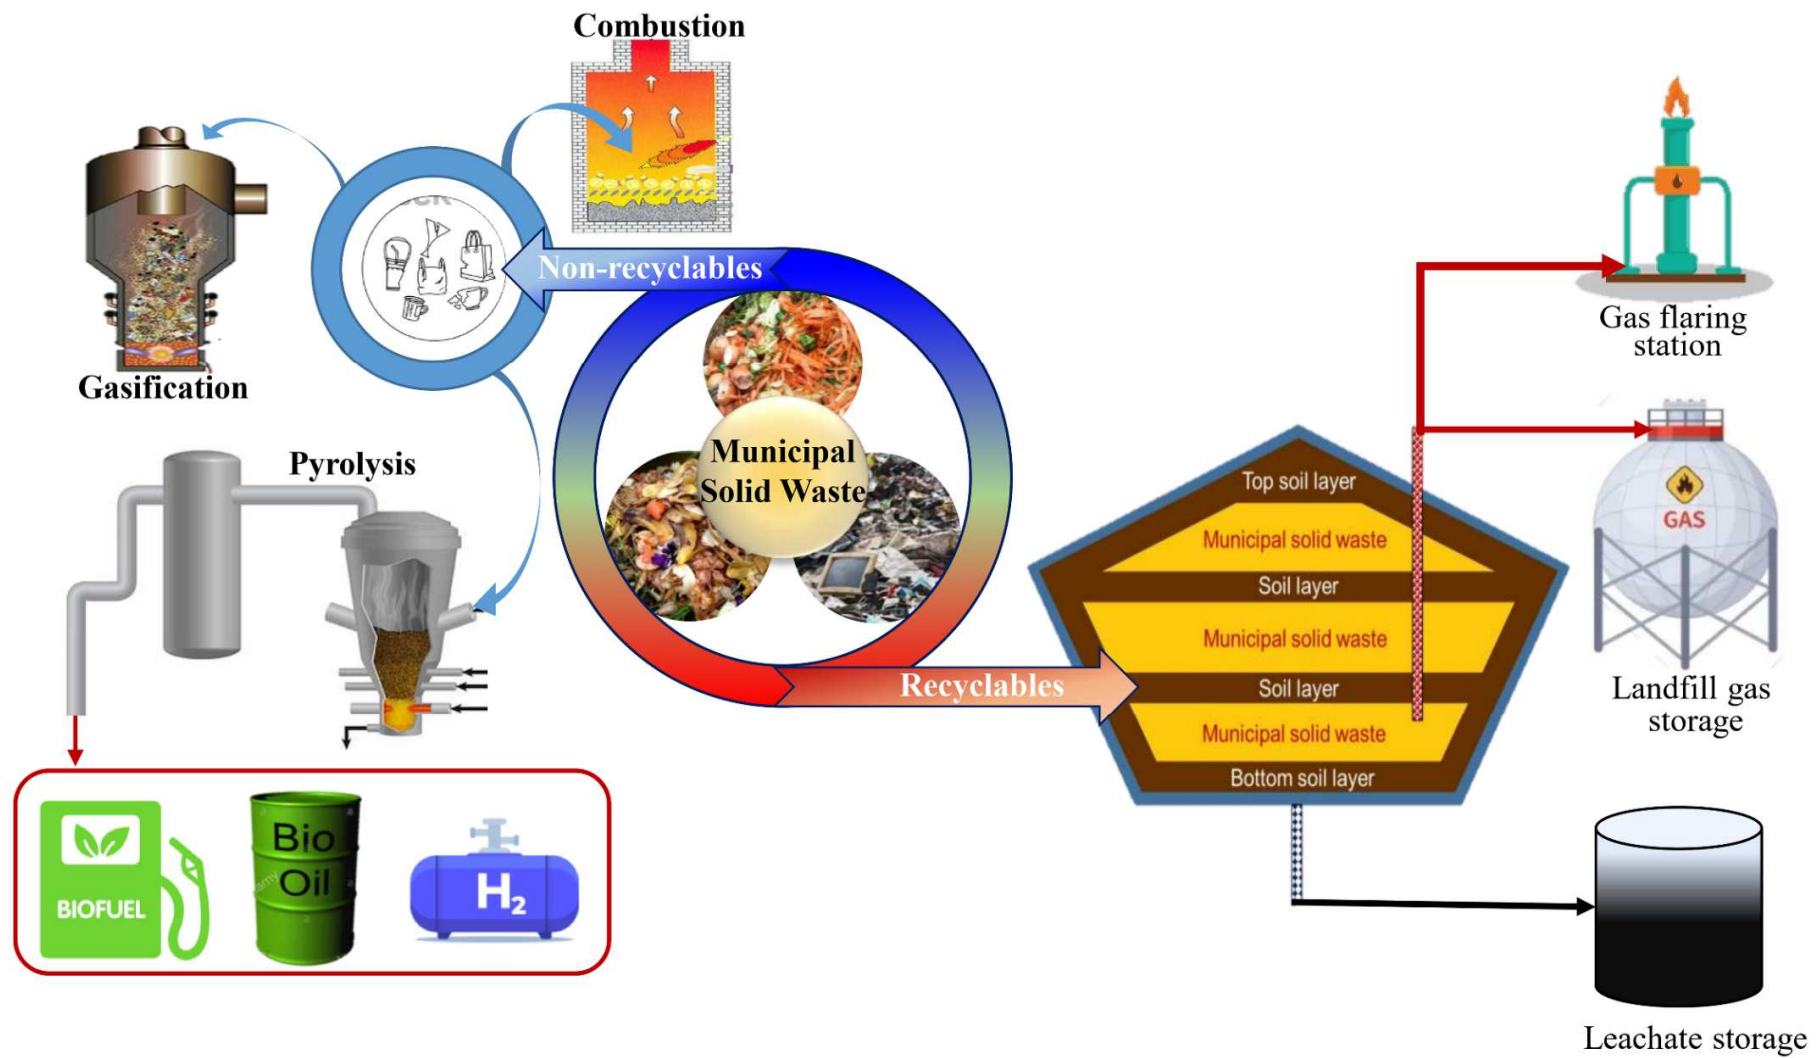 Combustion
Non-recyclables
Gasification
Pyrolysis
Municipal
Solid Waste
Recyclables
BIOFUEL
Bio
Oil
H₂
Top soil layer
Municipal solid waste
Soil layer
Municipal solid waste
Soil layer
Municipal solid waste
Bottom soil layer
Gas flaring
station
GAS
Landfill gas
storage
Leachate storage